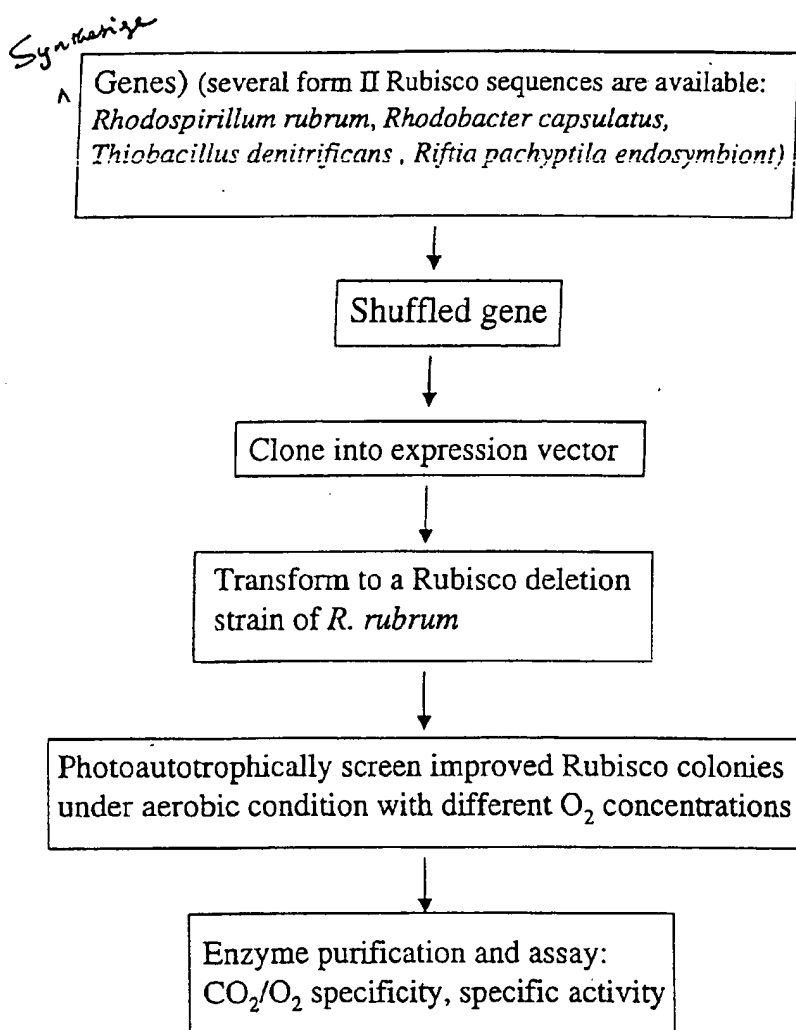 Synthesize
^ Genes) (several form II Rubisco sequences are available:
Rhodospirillum rubrum, Rhodobacter capsulatus,
Thiobacillus denitrificans , Riftia pachyptila endosymbiont)
Shuffled gene
Clone into expression vector
Transform to a Rubisco deletion
strain of R. rubrum
Photoautotrophically screen improved Rubisco colonies
under aerobic condition with different O₂ concentrations
Enzyme purification and assay:
CO₂/O₂ specificity, specific activity